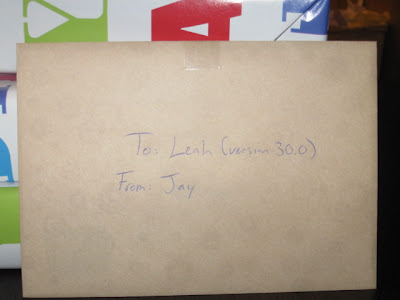 Y A E
To: Leah (version 30.0)
From: Jay